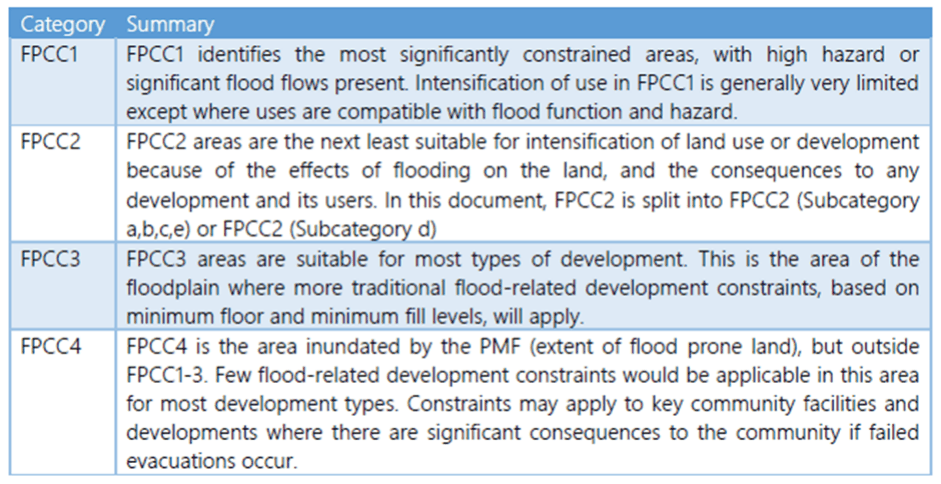 Category Summary
FPCC1 FPCC1 identifies the most significantly constrained areas, with high hazard or
significant flood flows present. Intensification of use in FPCC1 is generally very limited
except where uses are compatible with flood function and hazard.
FPCC2 FPCC2 areas are the next least suitable for intensification of land use or development
because of the effects of flooding on the land, and the consequences to any
development and its users. In this document, FPCC2 is split into FPCC2 (Subcategory
a,b,c,e) or FPCC2 (Subcategory d)
FPCC3 FPCC3 areas are suitable for most types of development. This is the area of the
floodplain where more traditional flood-related development constraints, based on
minimum floor and minimum fill levels, will apply.
FPCC4 FPCC4 is the area inundated by the PMF (extent of flood prone land), but outside
FPCC1-3. Few flood-related development constraints would be applicable in this area
for most development types. Constraints may apply to key community facilities and
developments where there are significant consequences to the community if failed
evacuations occur.